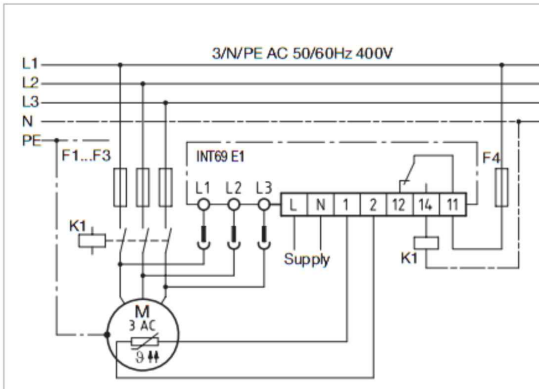 3/N/PE AC 50/60Hz 400V
L1
L2
L3
N
PE
F1...F3
INT69 E1
F4
L1 L2 L3
L N 1 2 12 14 11
K1
Supply
K1
M
3 AC
ϑ